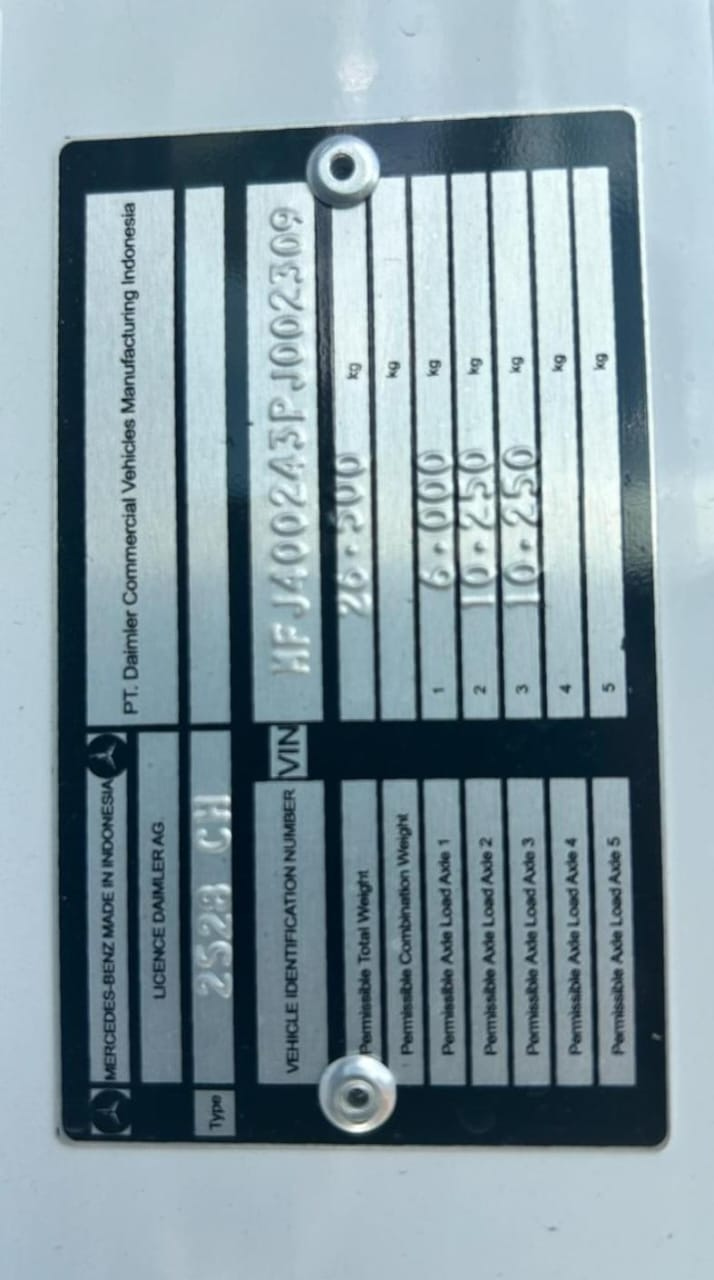 MERCEDES-BENZ MADE IN INDONESIA
LICENCE DAIMLER AG
PT. Daimler Commercial Vehicles Manufacturing Indonesia
Type 2528 CH
VEHICLE IDENTIFICATION NUMBER VIN MFJ400243PJ002309
Permissible Total Weight 26.500 kg
Permissible Combination Weight kg
Permissible Axle Load Axle 1 1 6.000 kg
Permissible Axle Load Axle 2 2 10.250 kg
Permissible Axle Load Axle 3 3 10.250 kg
Permissible Axle Load Axle 4 4 kg
Permissible Axle Load Axle 5 5 kg